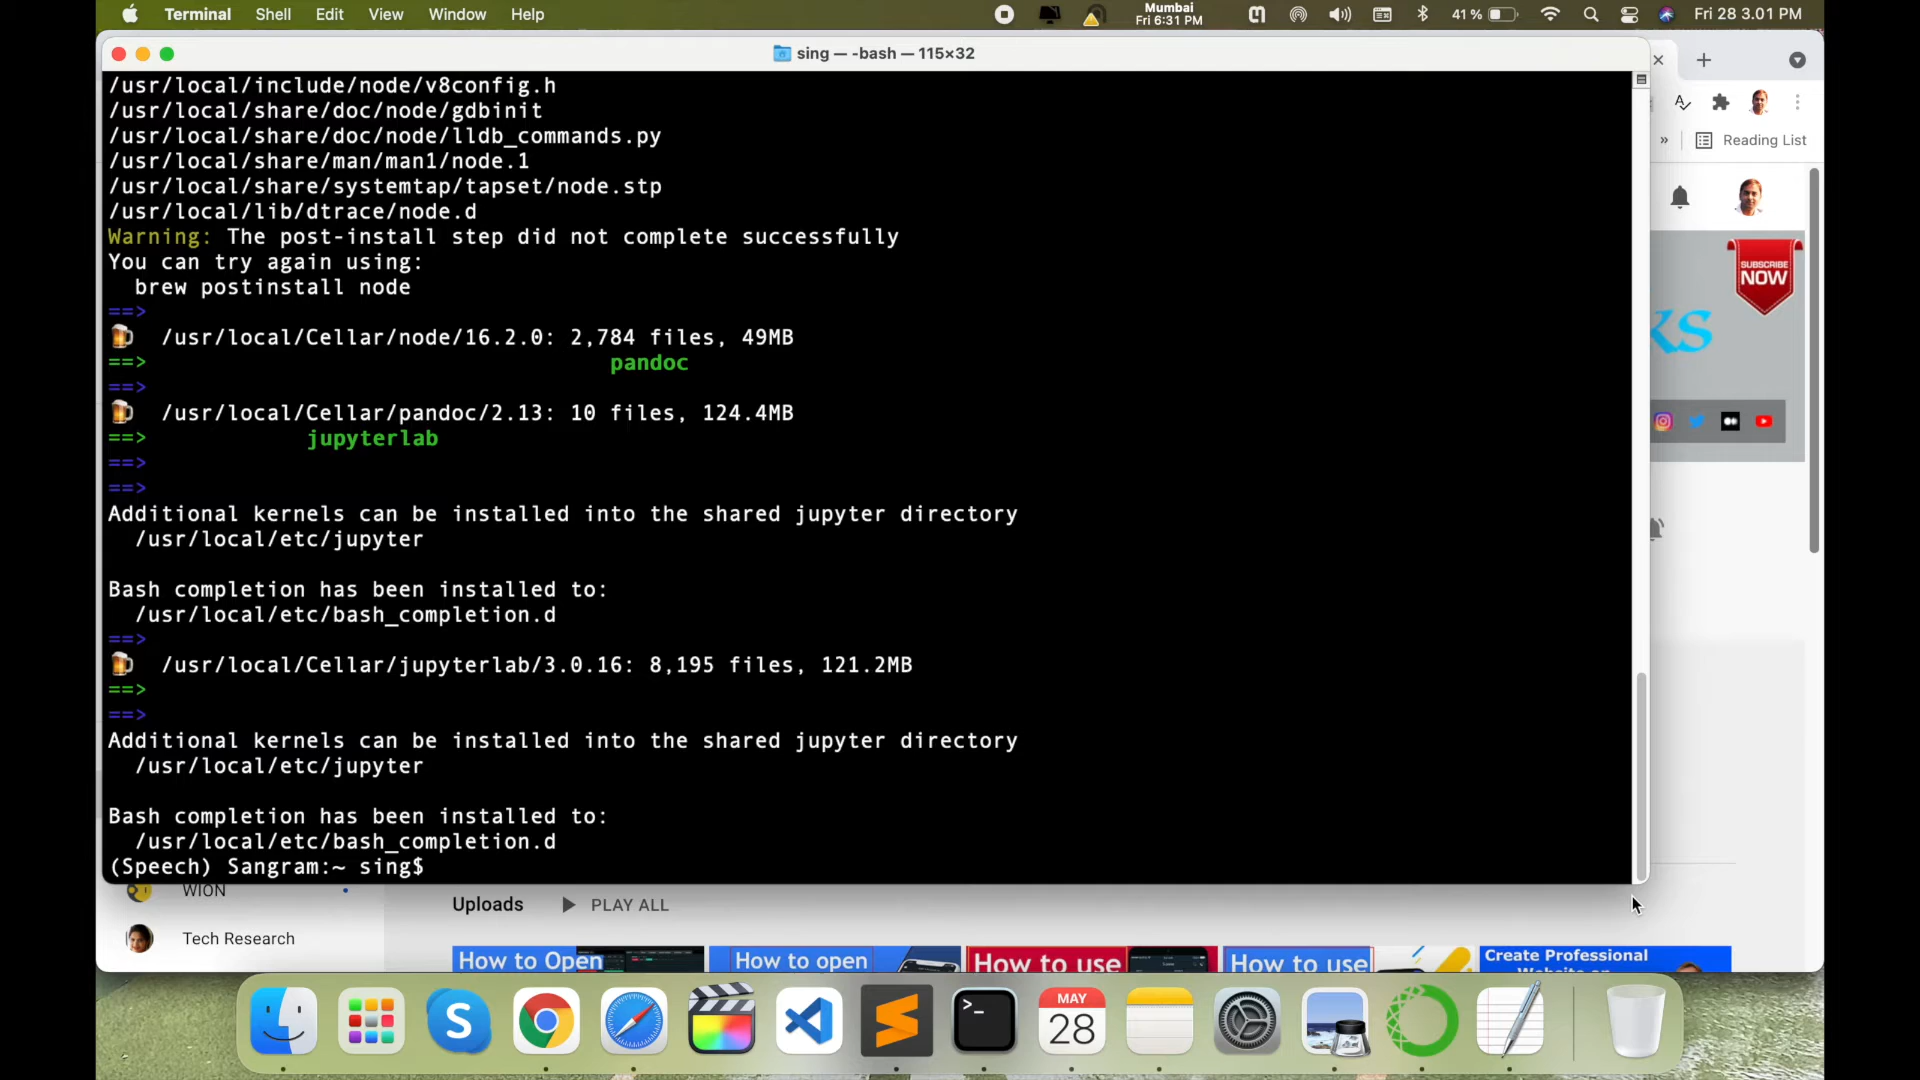 Terminal Shell Edit View Window Help
Mumbai
Fri 6:31 PM
41 %
Fri 28 3.01 PM
sing — -bash — 115×32
/usr/local/include/node/v8config.h
/usr/local/share/doc/node/gdbinit
/usr/local/share/doc/node/lldb_commands.py
/usr/local/share/man/man1/node.1
/usr/local/share/systemtap/tapset/node.stp
/usr/local/lib/dtrace/node.d
Warning: The post-install step did not complete successfully
You can try again using:
brew postinstall node
==>
/usr/local/Cellar/node/16.2.0: 2,784 files, 49MB
==> pandoc
==>
/usr/local/Cellar/pandoc/2.13: 10 files, 124.4MB
==> jupyterlab
==>
==>
Additional kernels can be installed into the shared jupyter directory
/usr/local/etc/jupyter
Bash completion has been installed to:
/usr/local/etc/bash_completion.d
==>
/usr/local/Cellar/jupyterlab/3.0.16: 8,195 files, 121.2MB
==>
==>
Additional kernels can be installed into the shared jupyter directory
/usr/local/etc/jupyter
Bash completion has been installed to:
/usr/local/etc/bash_completion.d
(Speech) Sangram:~ sing$
» Reading List
SUBSCRIBE
NOW
ks
WION
Tech Research
Uploads PLAY ALL
How to Open
How to open
How to use
How to use
Create Professional
Website on
MAY
28